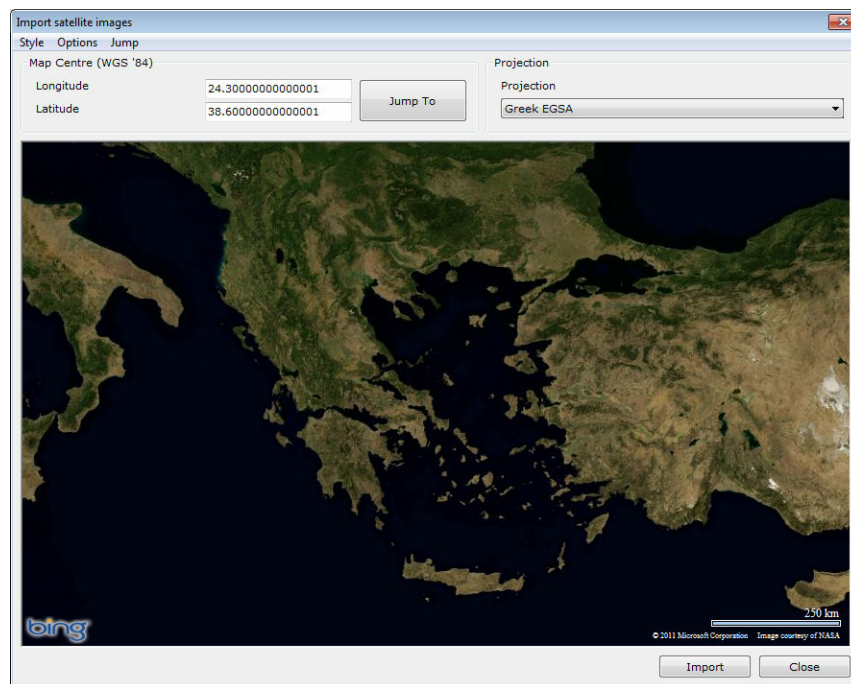 Import satellite images
Style Options Jump
Map Centre (WGS '84)
Longitude 24.30000000000001
Latitude 38.60000000000001
Jump To
Projection
Projection
Greek EGSA
bing
250 km
© 2011 Microsoft Corporation Image courtesy of NASA
Import Close